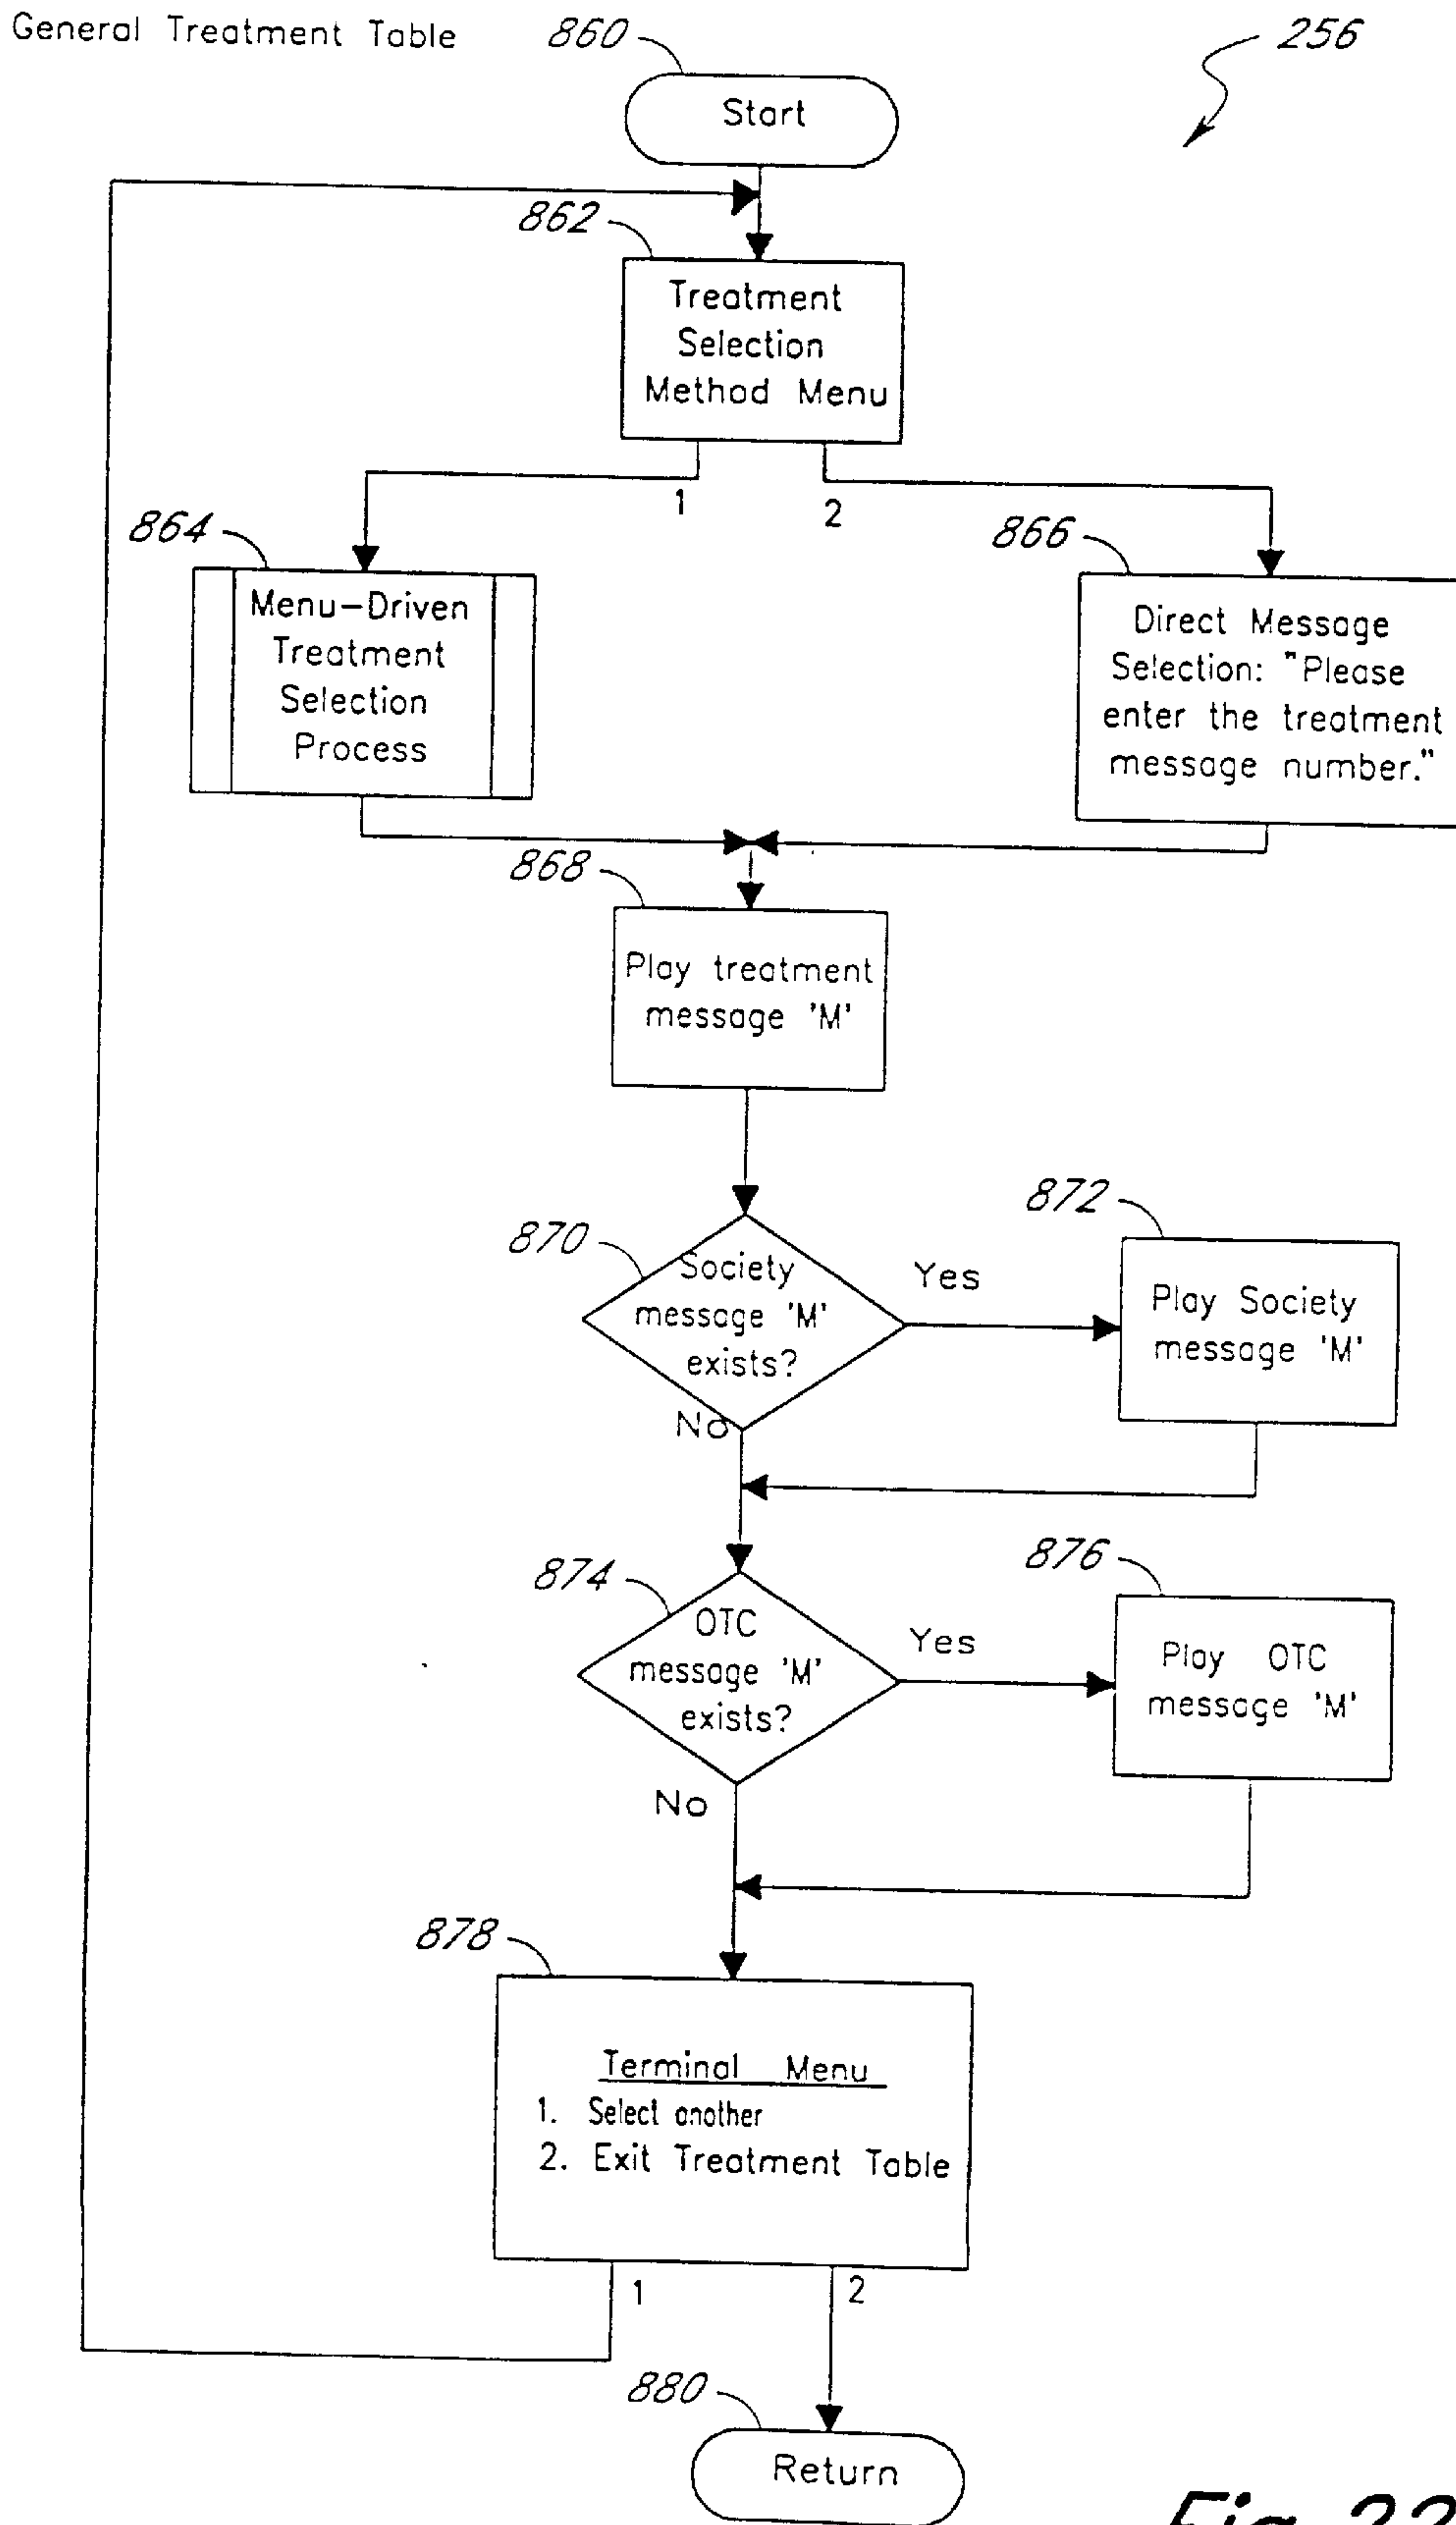 General Treatment Table
860
256
Start
862
Treatment
Selection
Method Menu
1
2
864
866
Menu-Driven
Treatment
Selection
Process
Direct Message
Selection: "Please
enter the treatment
message number."
868
Play treatment
message 'M'
870
Society
message 'M'
exists?
Yes
872
Play Society
message 'M'
No
874
OTC
message 'M'
exists?
Yes
876
Play OTC
message 'M'
No
878
Terminal Menu
1. Select another
2. Exit Treatment Table
1
2
880
Return